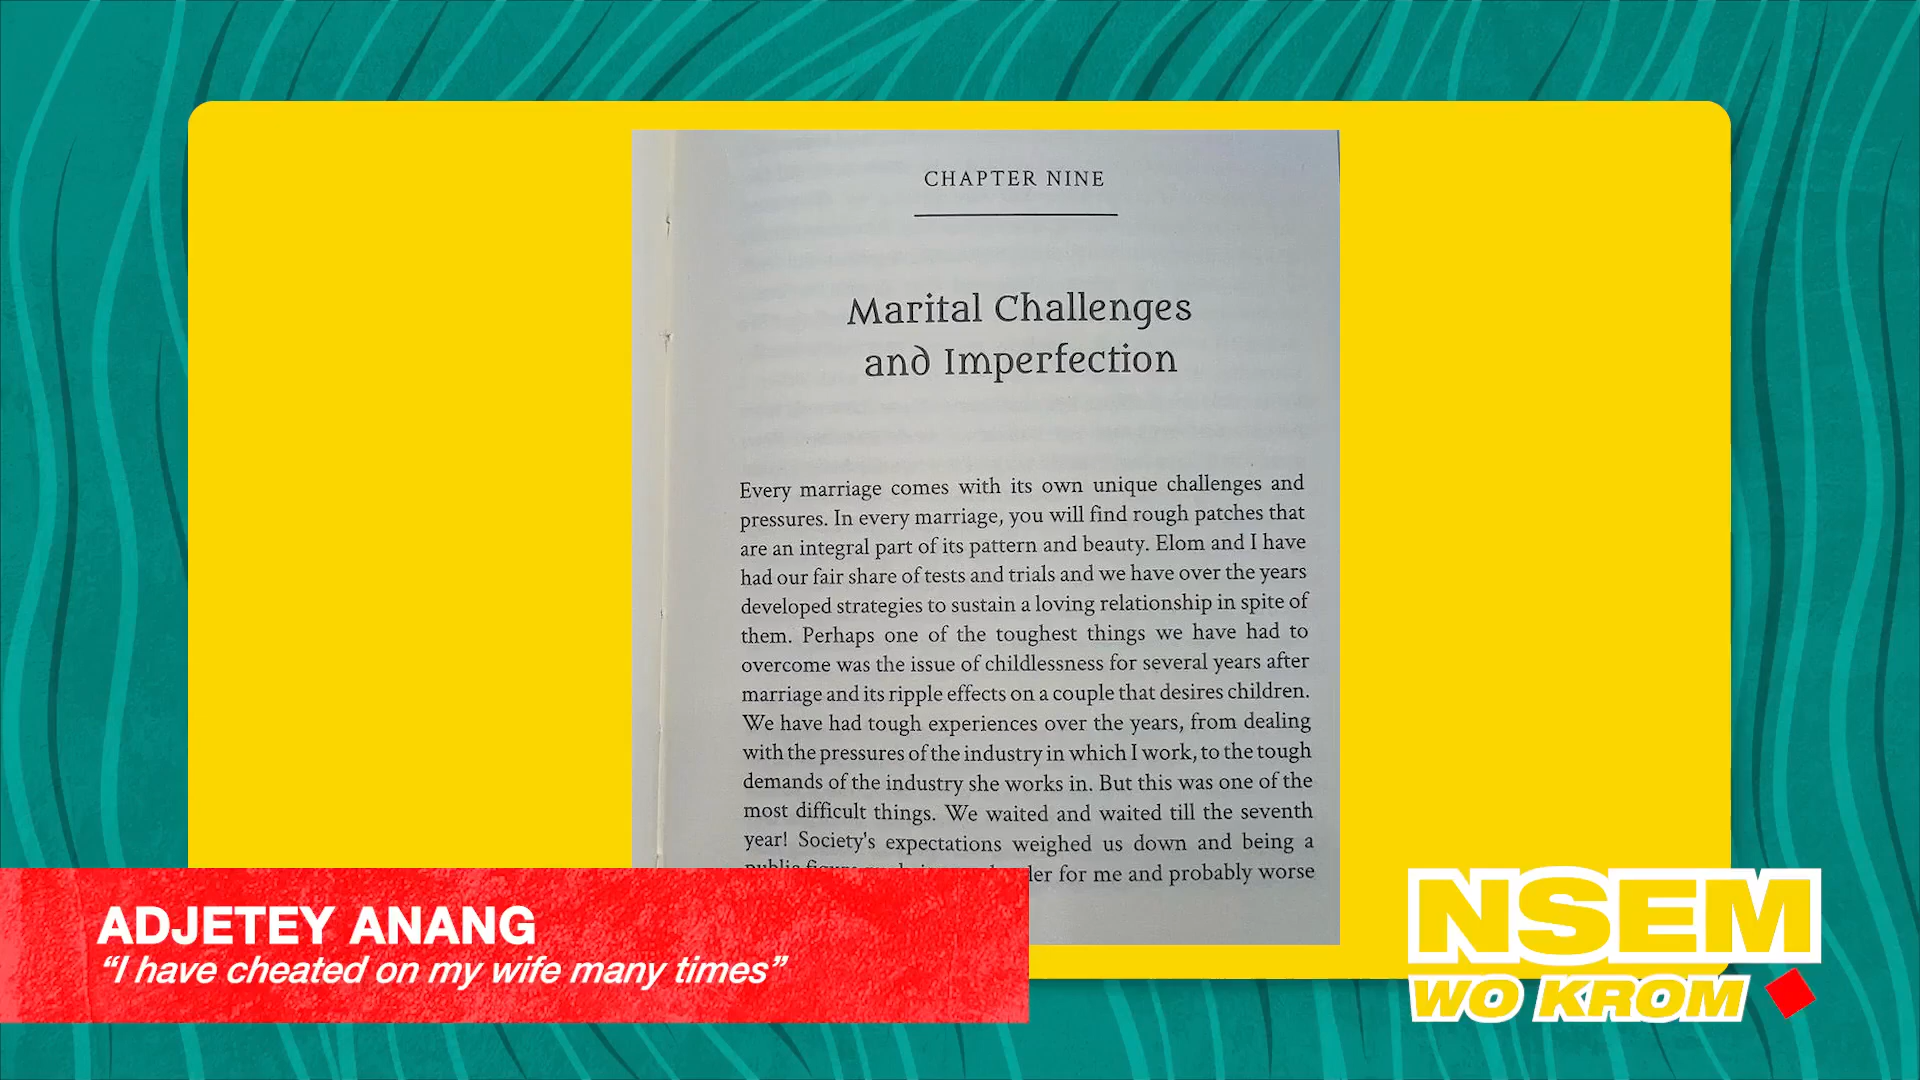 CHAPTER NINE
Marital Challenges
and Imperfection
Every marriage comes with its own unique challenges and
pressures. In every marriage, you will find rough patches that
are an integral part of its pattern and beauty. Elom and I have
had our fair share of tests and trials and we have over the years
developed strategies to sustain a loving relationship in spite of
them. Perhaps one of the toughest things we have had to
overcome was the issue of childlessness for several years after
marriage and its ripple effects on a couple that desires children.
We have had tough experiences over the years, from dealing
with the pressures of the industry in which I work, to the tough
demands of the industry she works in. But this was one of the
most difficult things. We waited and waited till the seventh
year! Society's expectations weighed us down and being a
public for me and probably worse
ADJETEY ANANG
“I have cheated on my wife many times”
NSEM
WO KROM